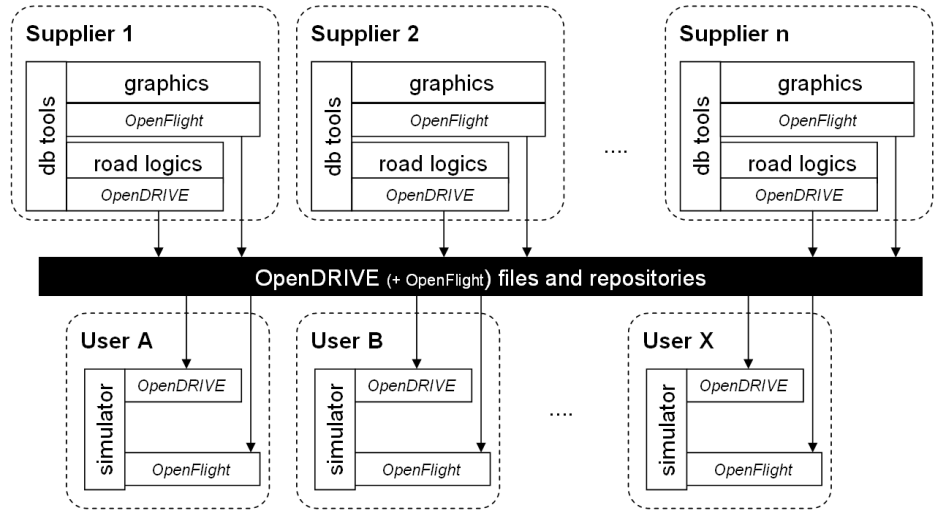 Supplier 1
db tools
graphics
OpenFlight
road logics
OpenDRIVE
Supplier 2
db tools
graphics
OpenFlight
road logics
OpenDRIVE
....
Supplier n
db tools
graphics
OpenFlight
road logics
OpenDRIVE
OpenDRIVE (+ OpenFlight) files and repositories
User A
simulator
OpenDRIVE
OpenFlight
User B
simulator
OpenDRIVE
OpenFlight
....
User X
simulator
OpenDRIVE
OpenFlight